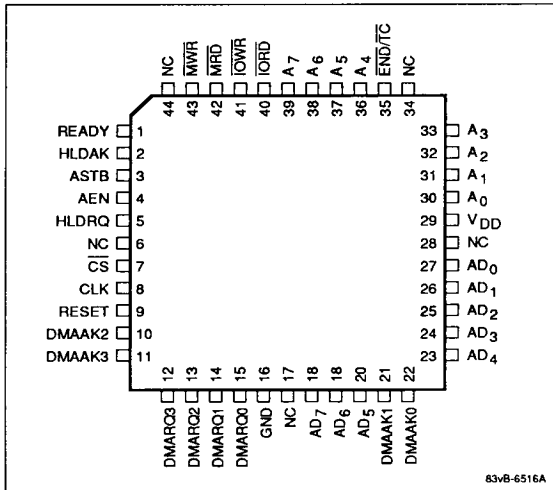 NC
MWR
MRD
IOWR
IORD
A7
A6
A5
A4
END/TC
NC
44 43 42 41 40 39 38 37 36 35 34
READY 1
HLDAK 2
ASTB 3
AEN 4
HLDRQ 5
NC 6
CS 7
CLK 8
RESET 9
DMAAK2 10
DMAAK3 11
33 A3
32 A2
31 A1
30 A0
29 VDD
28 NC
27 AD0
26 AD1
25 AD2
24 AD3
23 AD4
12 13 14 15 16 17 18 18 20 21 22
DMARQ3
DMARQ2
DMARQ1
DMARQ0
GND
NC
AD7
AD6
AD5
DMAAK1
DMAAK0
83vB-6516A